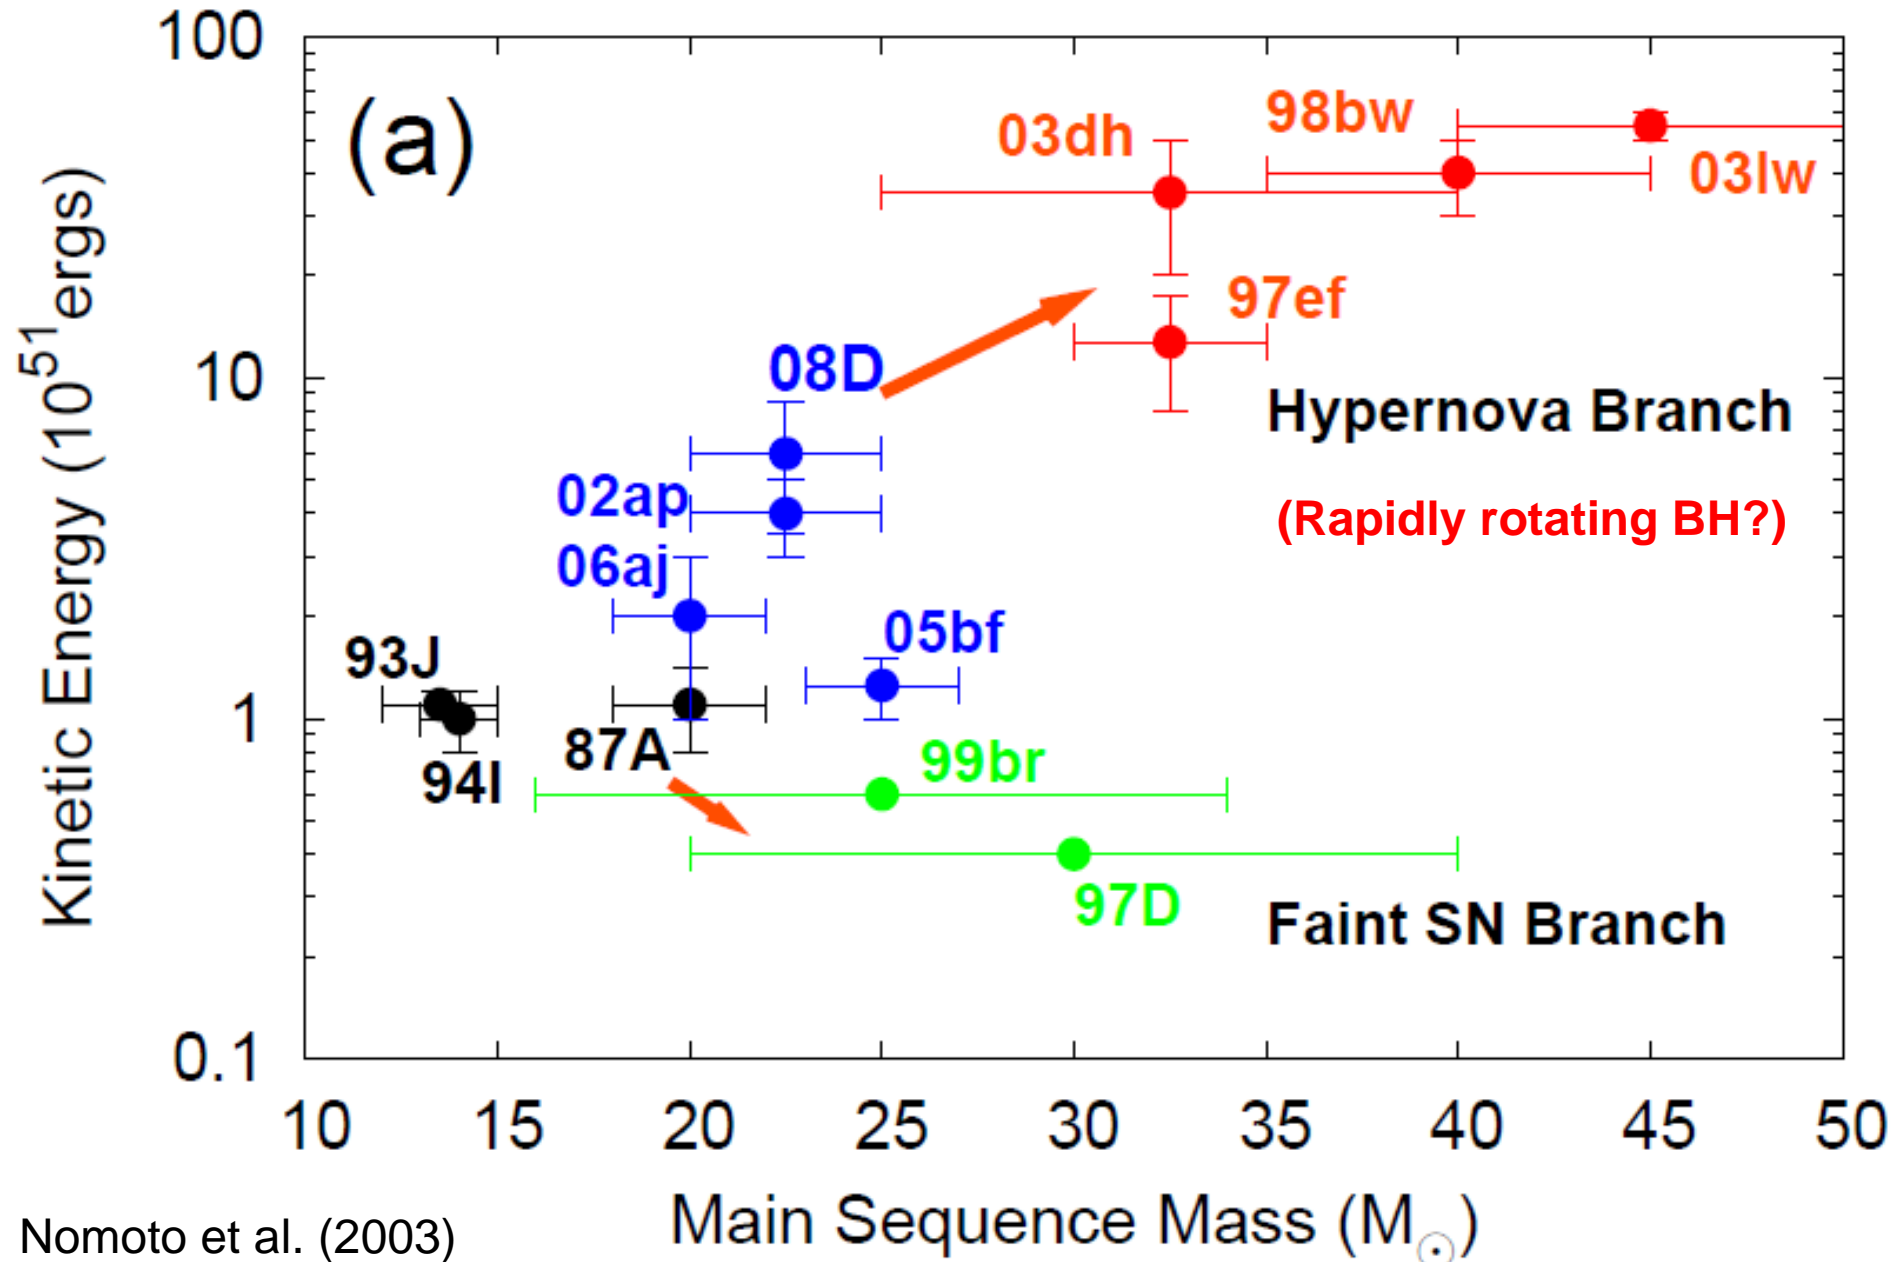 100
(a)
98bw
03dh
03lw
97ef
10
08D
Hypernova Branch
02ap
(Rapidly rotating BH?)
06aj
05bf
93J
1
87A
99br
94I
97D
Faint SN Branch
0.1
10 15 20 25 30 35 40 45 50
Kinetic Energy (10^51 ergs)
Main Sequence Mass (M☉)
Nomoto et al. (2003)